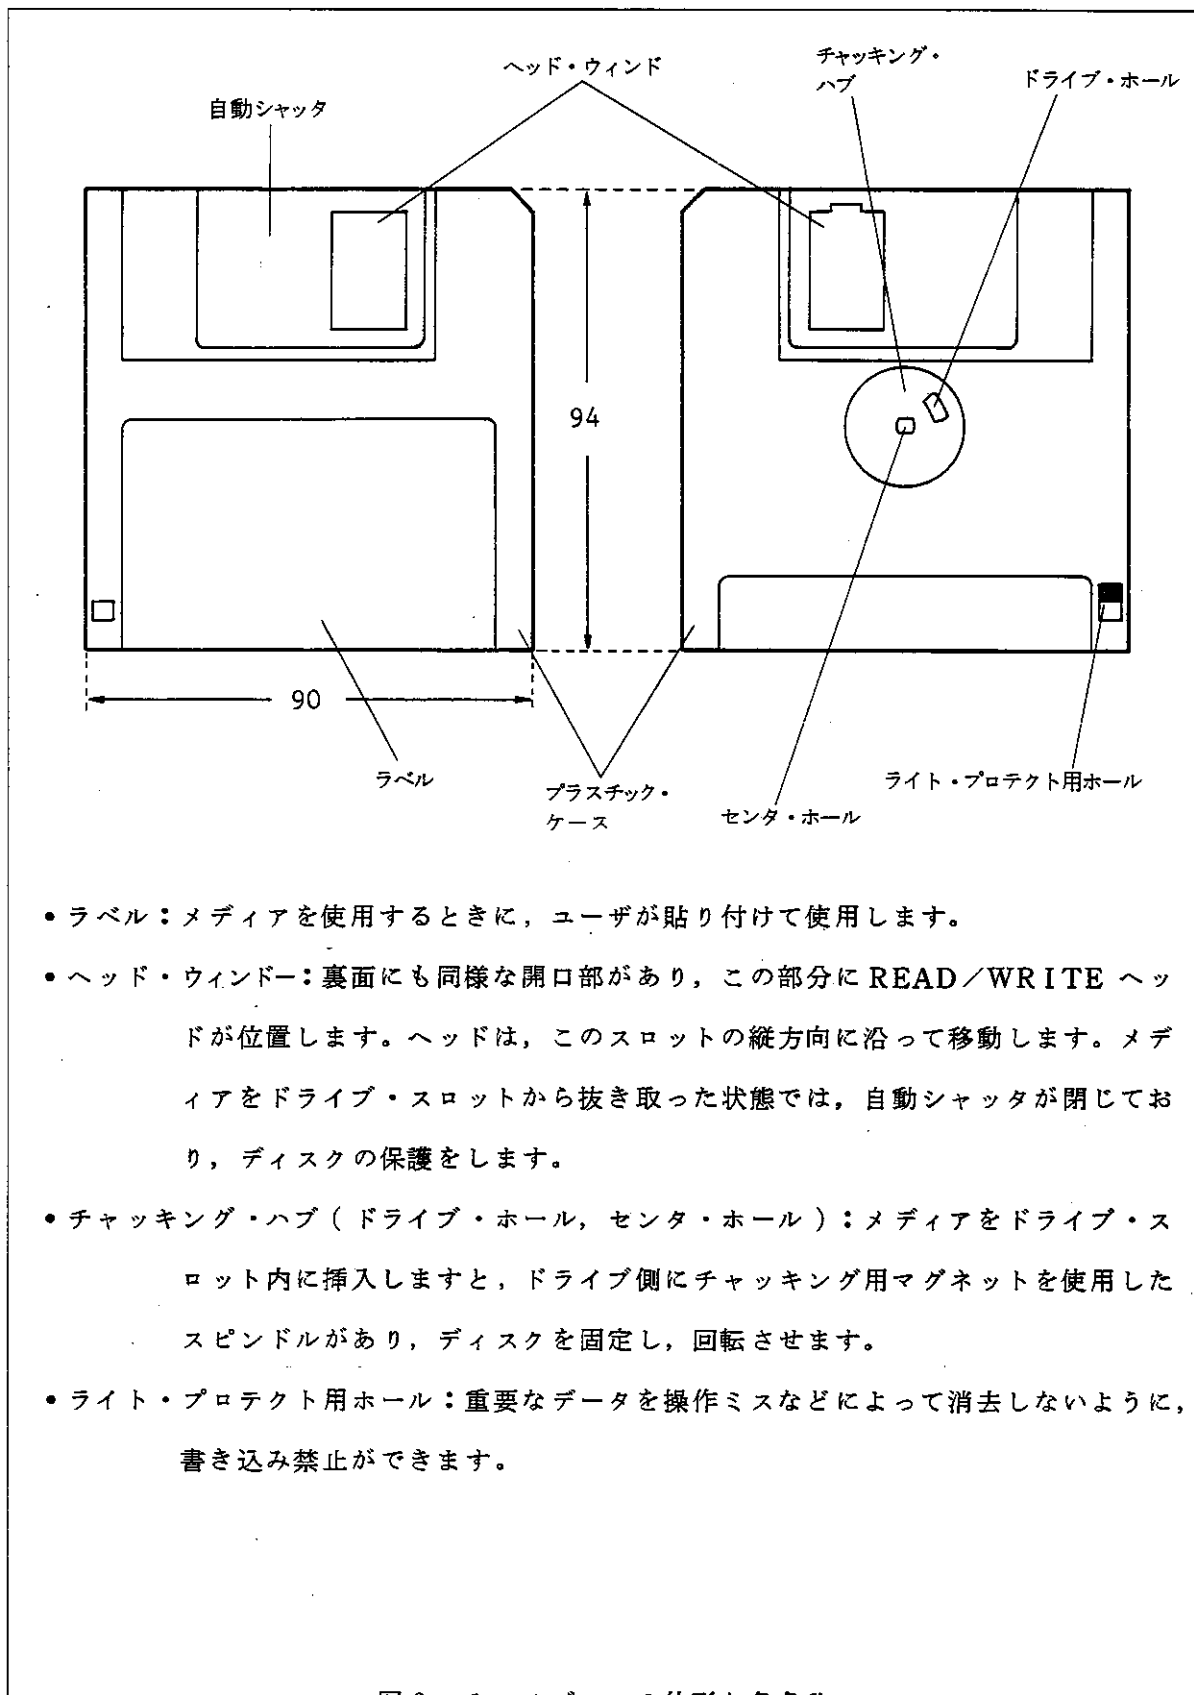 ヘッド・ウィンド
チャッキング・
ハブ
ドライブ・ホール
自動シャッタ
94
90
ラベル
プラスチック・
ケース
センタ・ホール
ライト・プロテクト用ホール
• ラベル：メディアを使用するときに，ユーザが貼り付けて使用します。
• ヘッド・ウィンドー：裏面にも同様な開口部があり，この部分に READ／WRITE ヘッ
ドが位置します。ヘッドは，このスロットの縦方向に沿って移動します。メデ
ィアをドライブ・スロットから抜き取った状態では，自動シャッタが閉じてお
り，ディスクの保護をします。
• チャッキング・ハブ（ドライブ・ホール，センタ・ホール）：メディアをドライブ・ス
ロット内に挿入しますと，ドライブ側にチャッキング用マグネットを使用した
スピンドルがあり，ディスクを固定し，回転させます。
• ライト・プロテクト用ホール：重要なデータを操作ミスなどによって消去しないように，
書き込み禁止ができます。